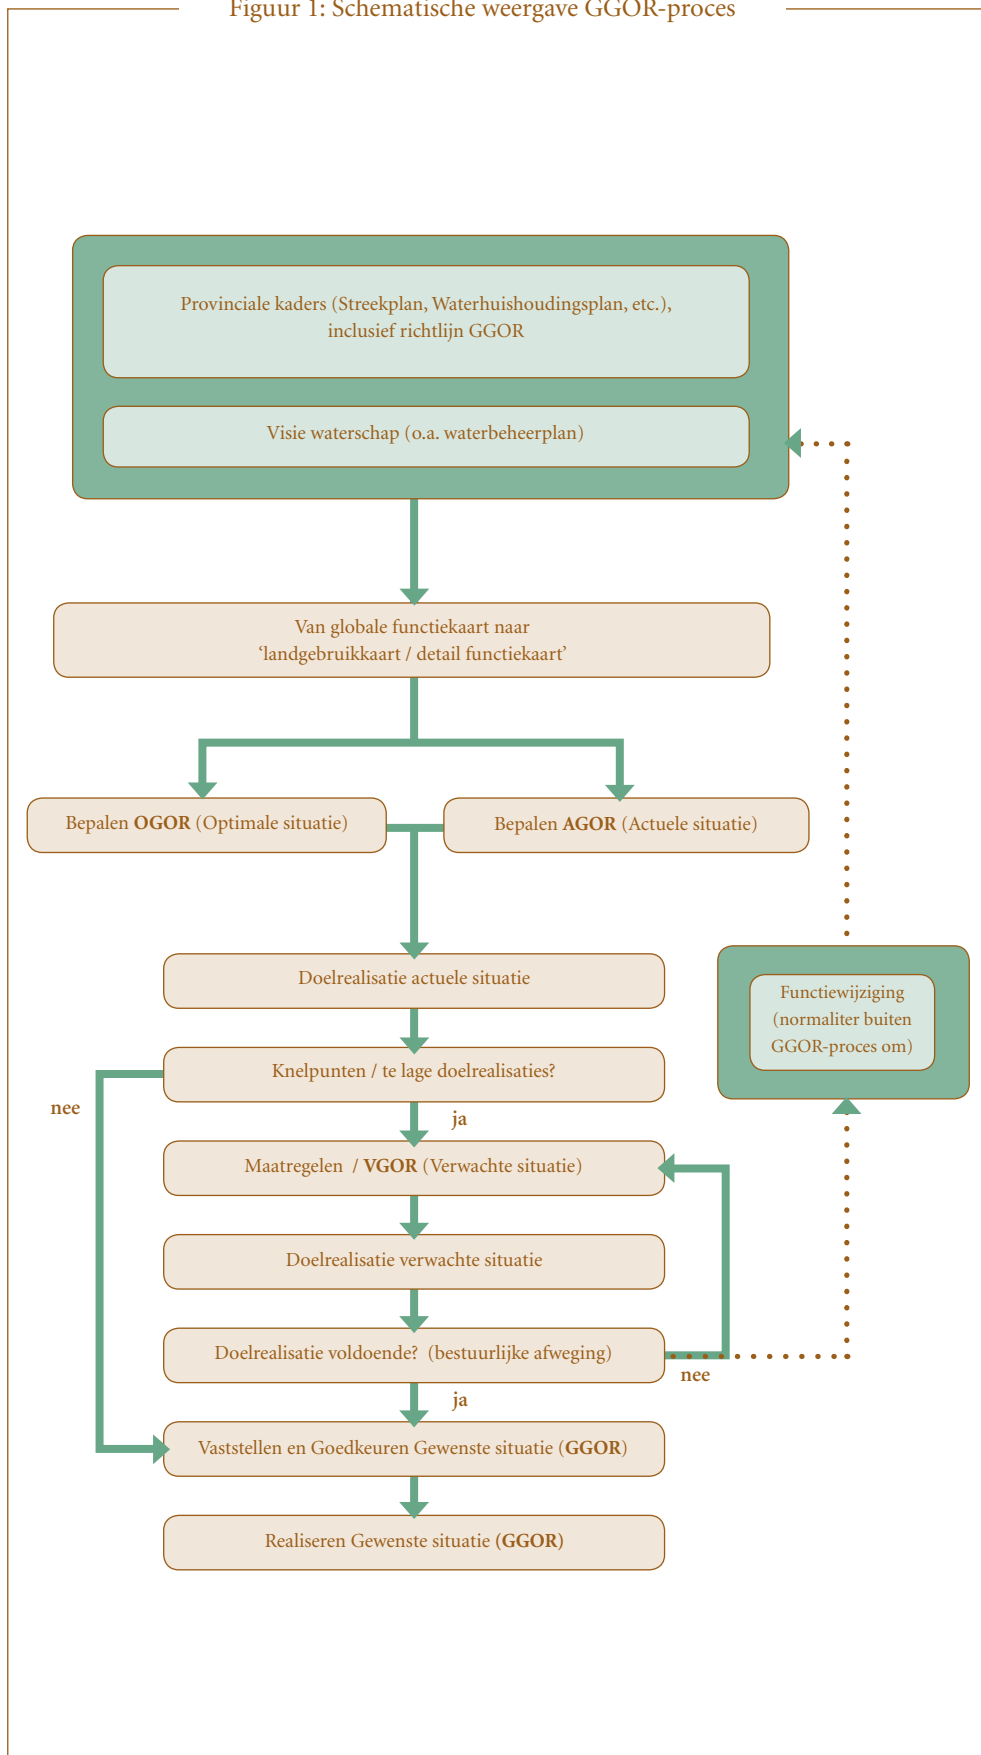 Figuur 1: Schematische weergave GGOR-proces
Provinciale kaders (Streekplan, Waterhuishoudingsplan, etc.),
inclusief richtlijn GGOR
Visie waterschap (o.a. waterbeheerplan)
Van globale functiekaart naar
‘landgebruikkaart / detail functiekaart’
Bepalen OGOR (Optimale situatie)
Bepalen AGOR (Actuele situatie)
Doelrealisatie actuele situatie
Functiewijziging
(normaliter buiten
GGOR-proces om)
Knelpunten / te lage doelrealisaties?
nee
ja
Maatregelen / VGOR (Verwachte situatie)
Doelrealisatie verwachte situatie
Doelrealisatie voldoende? (bestuurlijke afweging)
nee
ja
Vaststellen en Goedkeuren Gewenste situatie (GGOR)
Realiseren Gewenste situatie (GGOR)